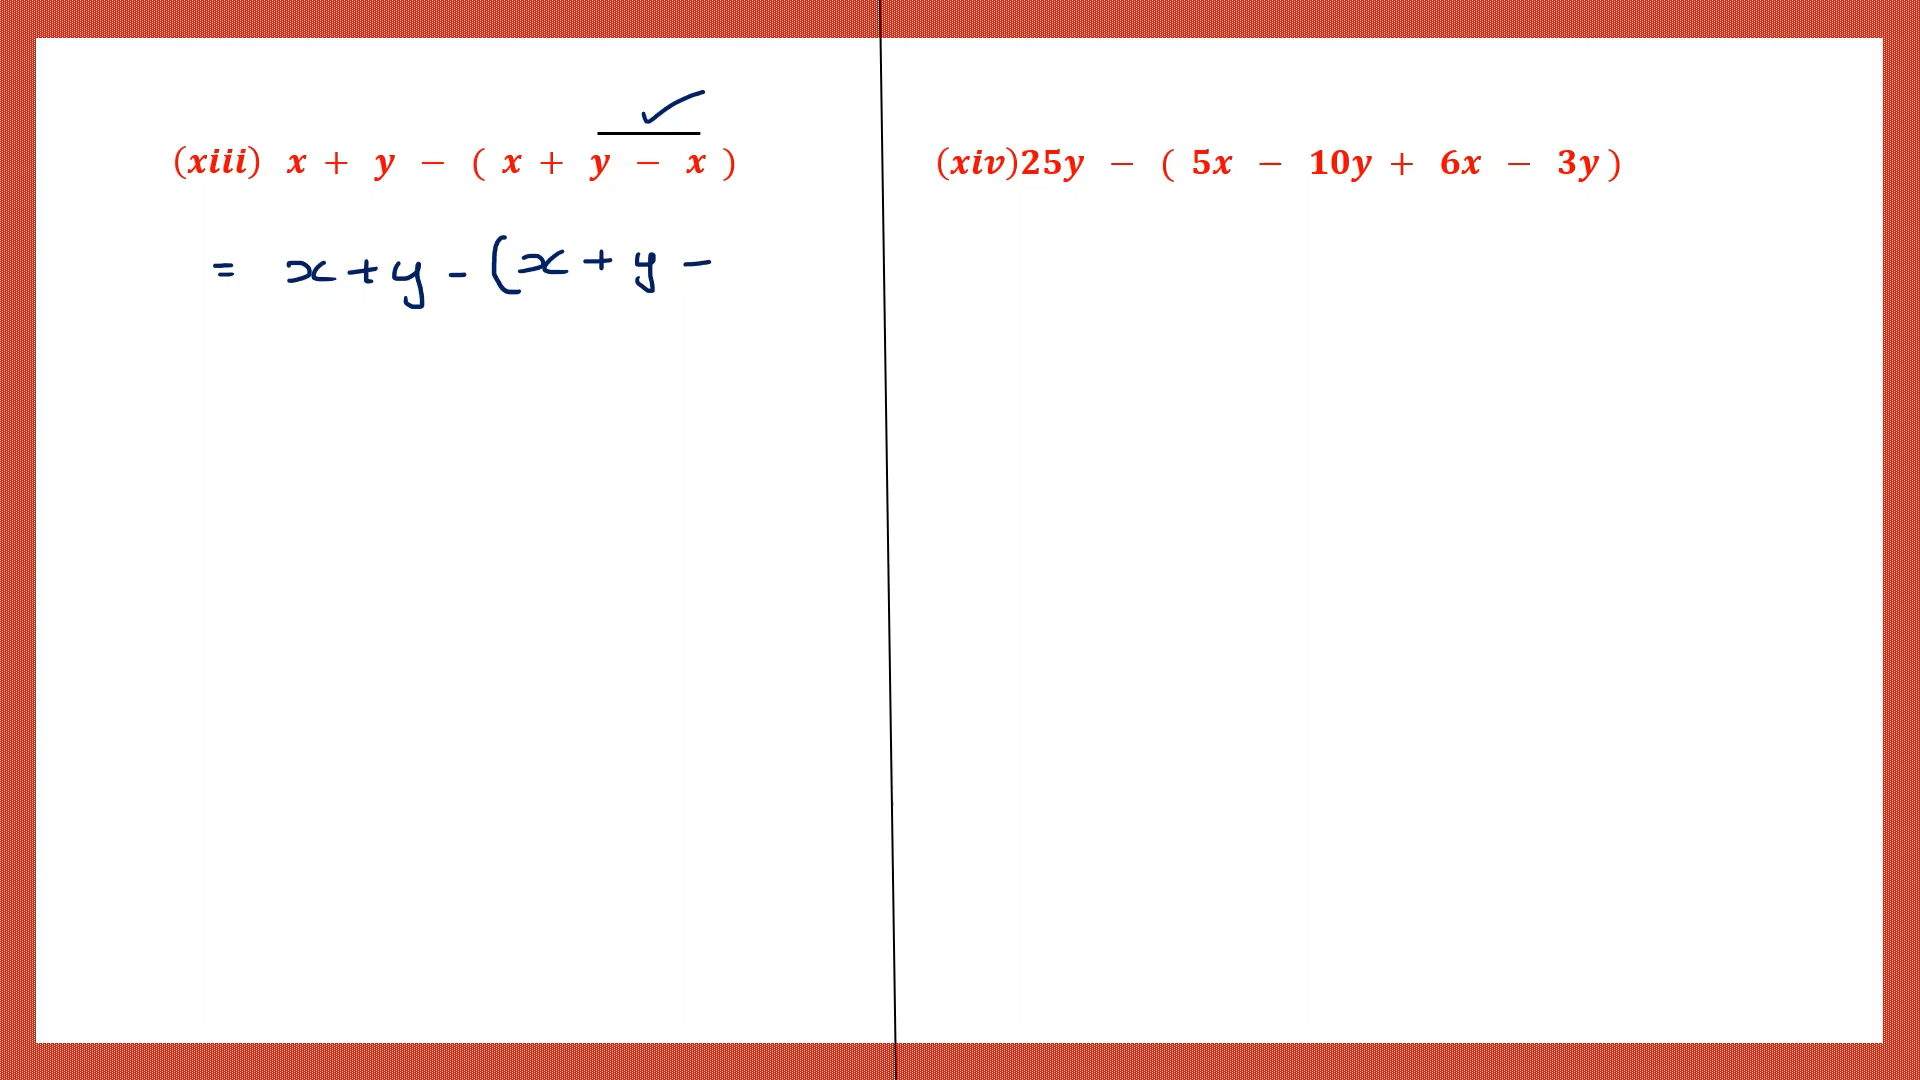 (xiii) x + y − ( x + y − x )
= x + y - (x + y -
(xiv)25y − ( 5x − 10y + 6x − 3y )